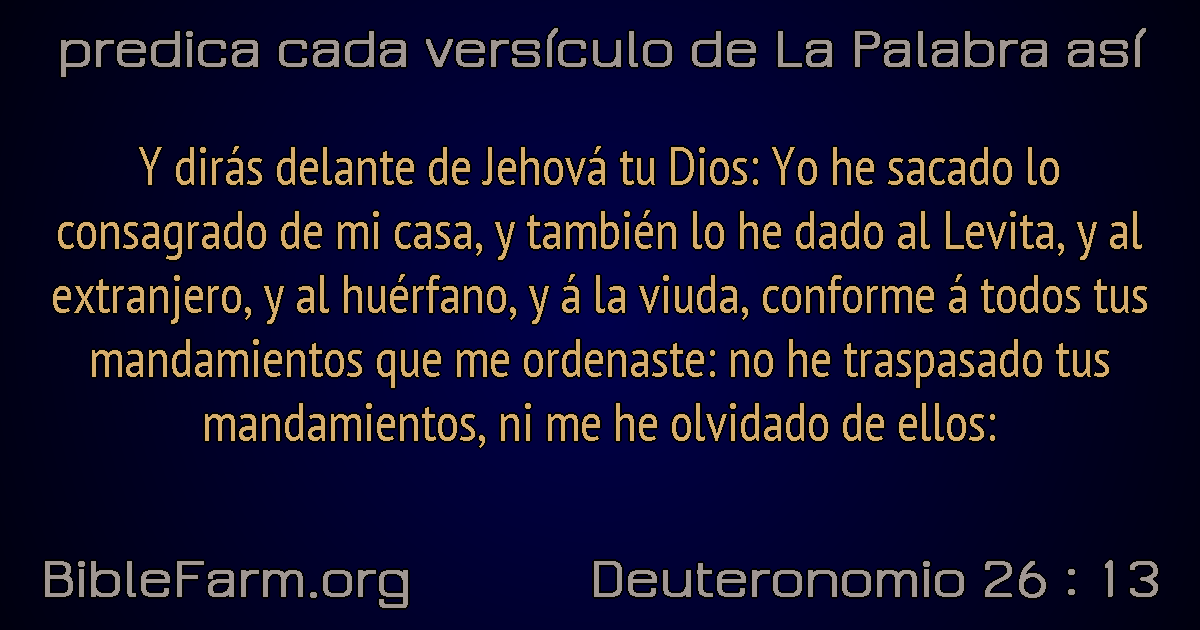 predica cada versículo de La Palabra así
Y dirás delante de Jehová tu Dios: Yo he sacado lo
consagrado de mi casa, y también lo he dado al Levita, y al
extranjero, y al huérfano, y á la viuda, conforme á todos tus
mandamientos que me ordenaste: no he traspasado tus
mandamientos, ni me he olvidado de ellos:
BibleFarm.org
Deuteronomio 26 : 13